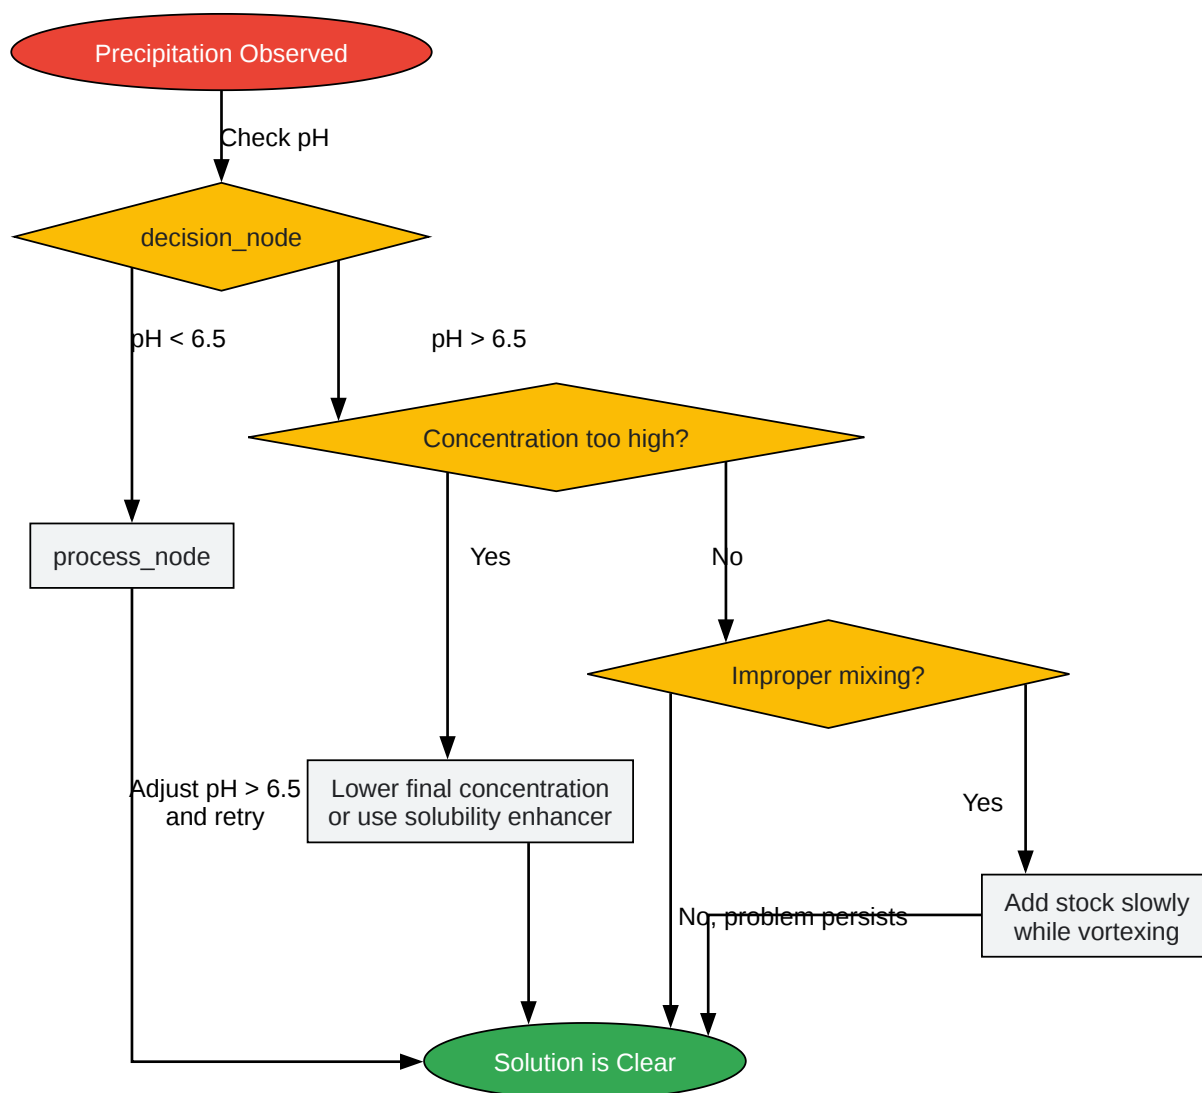 Precipitation Observed
Check pH
decision_node
pH < 6.5
pH > 6.5
Concentration too high?
process_node
Yes
No
Improper mixing?
Adjust pH > 6.5
and retry
Lower final concentration
or use solubility enhancer
Yes
No, problem persists
Add stock slowly
while vortexing
Solution is Clear